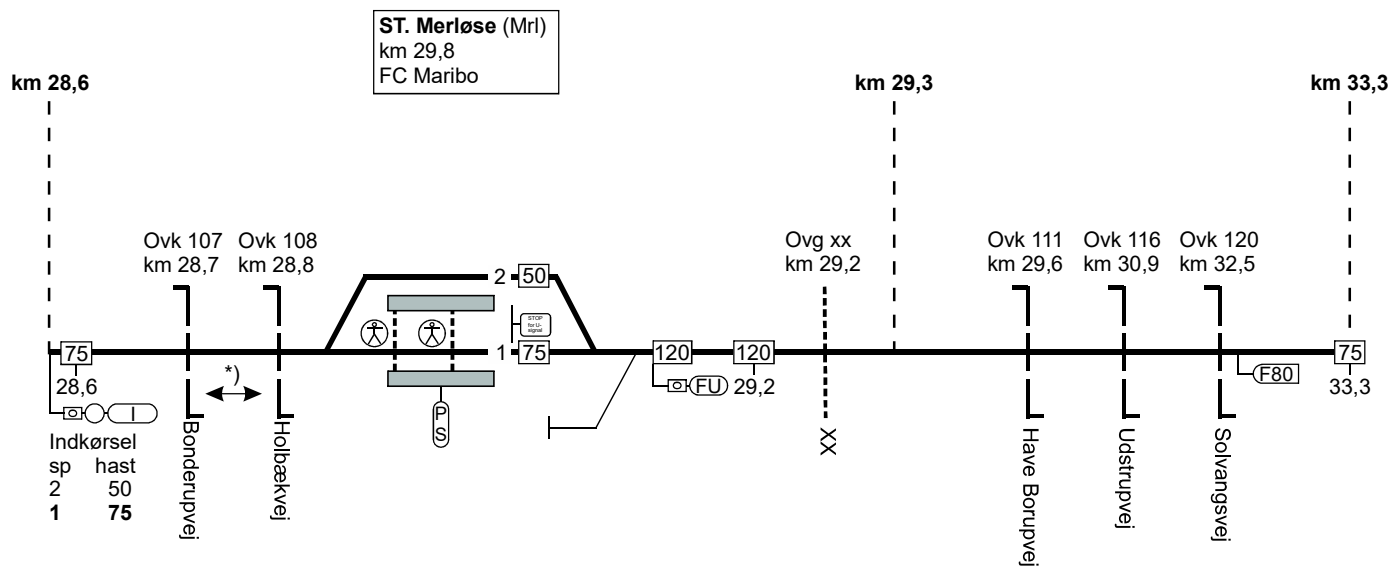 ST. Merløse (Mrl)
km 29,8
FC Maribo
km 28,6
km 29,3
km 33,3
Ovk 107
km 28,7
Ovk 108
km 28,8
Ovg xx
km 29,2
Ovk 111
km 29,6
Ovk 116
km 30,9
Ovk 120
km 32,5
2 50
STOP
for U-
signal
75
1 75
120
120
75
28,6
*)
FU
29,2
F80
33,3
I
P
S
Indkørsel
sp hast
2 50
1 75
Bonderupvej
Holbækvej
XX
Have Borupvej
Udstrupvej
Solvangsvej